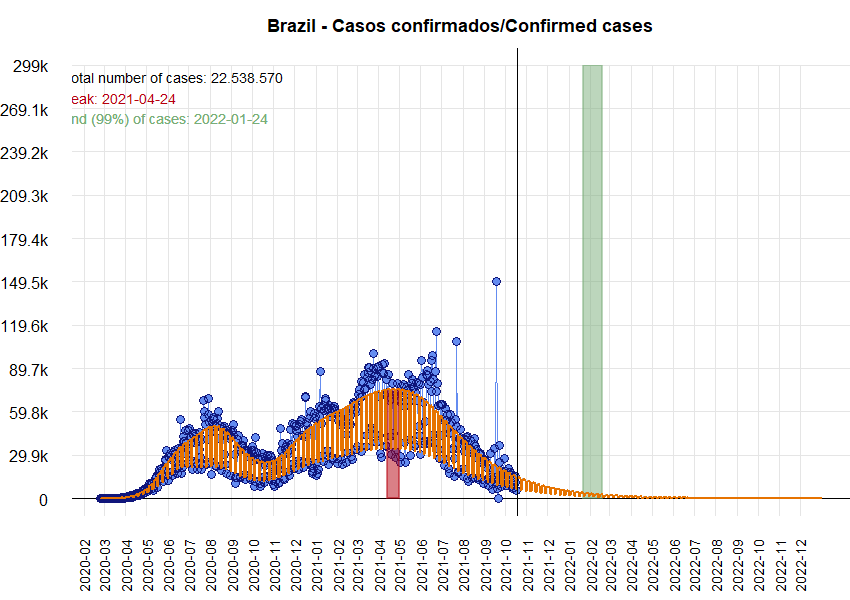 Brazil - Casos confirmados/Confirmed cases
299k
otal number of cases: 22.538.570
eak: 2021-04-24
269.1k
nd (99%) of cases: 2022-01-24
239.2k
209.3k
179.4k
149.5k
119.6k
89.7k
59.8k
29.9k
0
2020-02
2020-03
2020-04
2020-05
2020-06
2020-07
2020-08
2020-09
2020-10
2020-11
2020-12
2021-01
2021-02
2021-03
2021-04
2021-05
2021-06
2021-07
2021-08
2021-09
2021-10
2021-11
2021-12
2022-01
2022-02
2022-03
2022-04
2022-05
2022-06
2022-07
2022-08
2022-09
2022-10
2022-11
2022-12